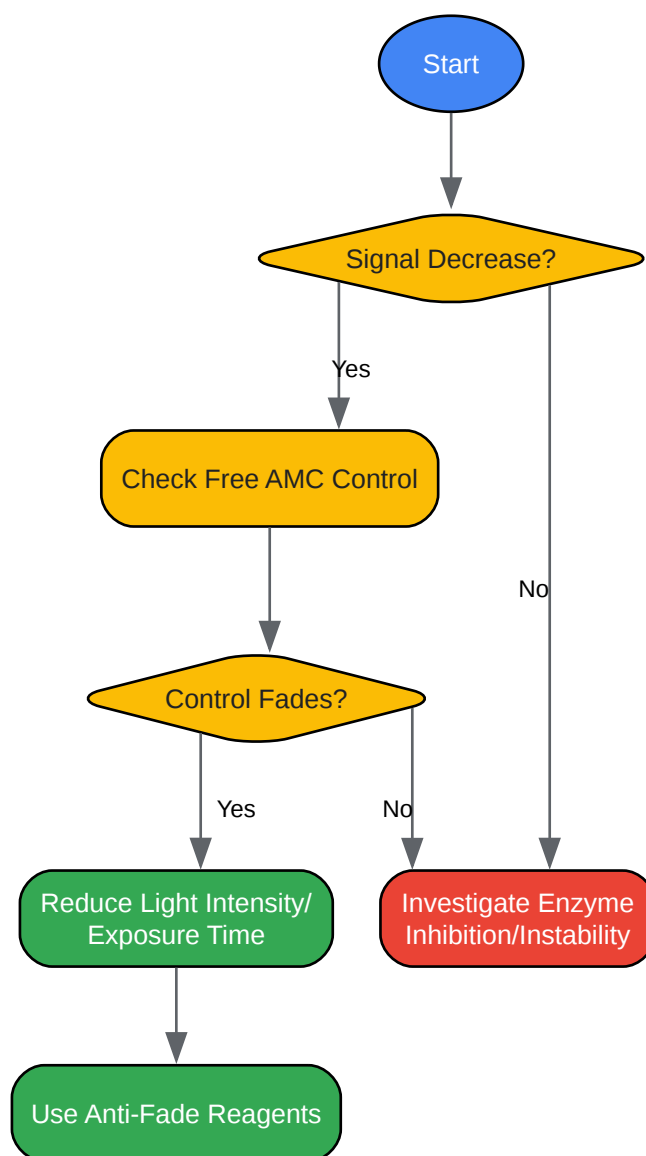 Start
Signal Decrease?
Yes
Check Free AMC Control
No
Control Fades?
Yes
No
Reduce Light Intensity/
Exposure Time
Investigate Enzyme
Inhibition/Instability
Use Anti-Fade Reagents